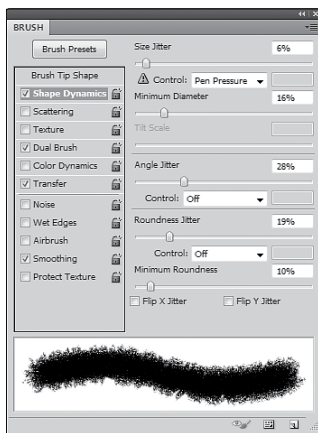 BRUSH
Brush Presets
Brush Tip Shape
Shape Dynamics
Scattering
Texture
Dual Brush
Color Dynamics
Transfer
Noise
Wet Edges
Airbrush
Smoothing
Protect Texture
Size Jitter 6%
Control: Pen Pressure
Minimum Diameter 16%
Tilt Scale
Angle Jitter 28%
Control: Off
Roundness Jitter 19%
Control: Off
Minimum Roundness 10%
Flip X Jitter Flip Y Jitter